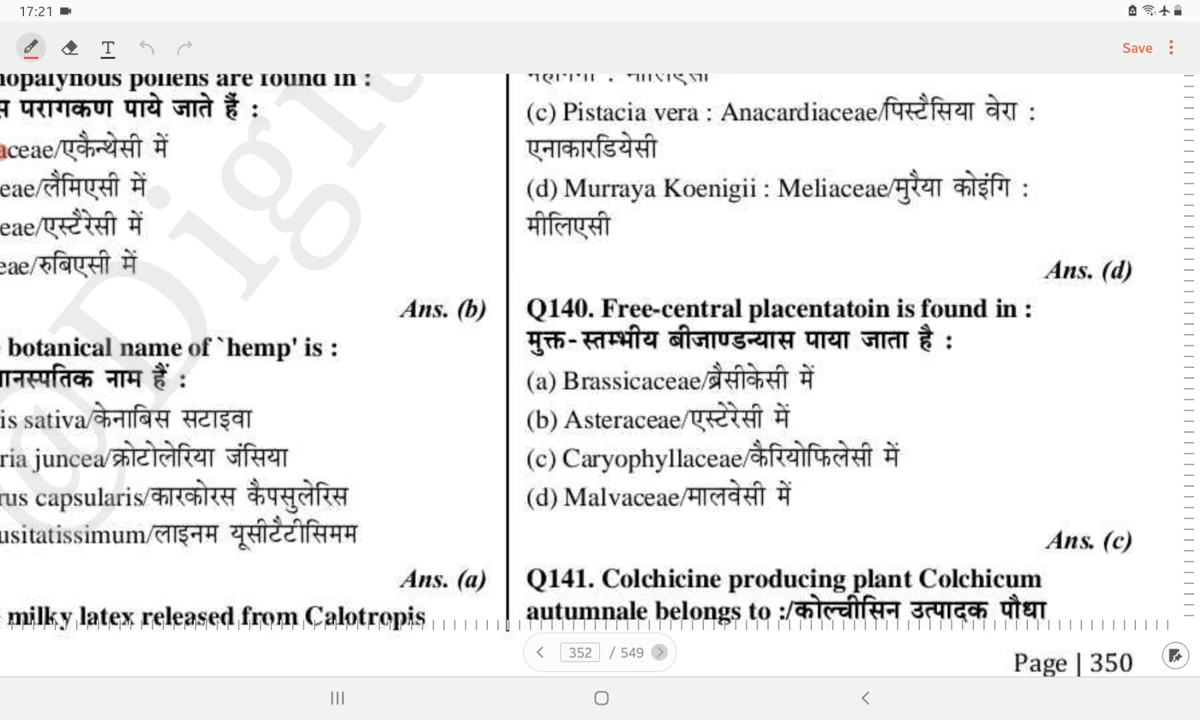 17:21
T
Save
nopalynous pollens are found in :
स परागकण पाये जाते हैं :
aceae/एकैन्थेसी में
eae/लैमिएसी में
eae/एस्टैरेसी में
eae/रुबिएसी में
Ans. (b)
botanical name of `hemp' is :
ानस्पतिक नाम हैं :
is sativa/केनाबिस सटाइवा
ria juncea/क्रोटोलेरिया जंसिया
rus capsularis/कारकोरस कैपसुलेरिस
usitatissimum/लाइनम यूसीटैटीसिमम
Ans. (a)
milky latex released from Calotropis
(c) Pistacia vera : Anacardiaceae/पिस्टैसिया वेरा :
एनाकारडियेसी
(d) Murraya Koenigii : Meliaceae/मुरैया कोइंगि :
मीलिएसी
Ans. (d)
Q140. Free-central placentatoin is found in :
मुक्त-स्तम्भीय बीजाण्डन्यास पाया जाता है :
(a) Brassicaceae/ब्रैसीकेसी में
(b) Asteraceae/एस्टेरेसी में
(c) Caryophyllaceae/कैरियोफिलेसी में
(d) Malvaceae/मालवेसी में
Ans. (c)
Q141. Colchicine producing plant Colchicum
autumnale belongs to :/कोल्चीसिन उत्पादक पौधा
@Digi
352 / 549
Page | 350